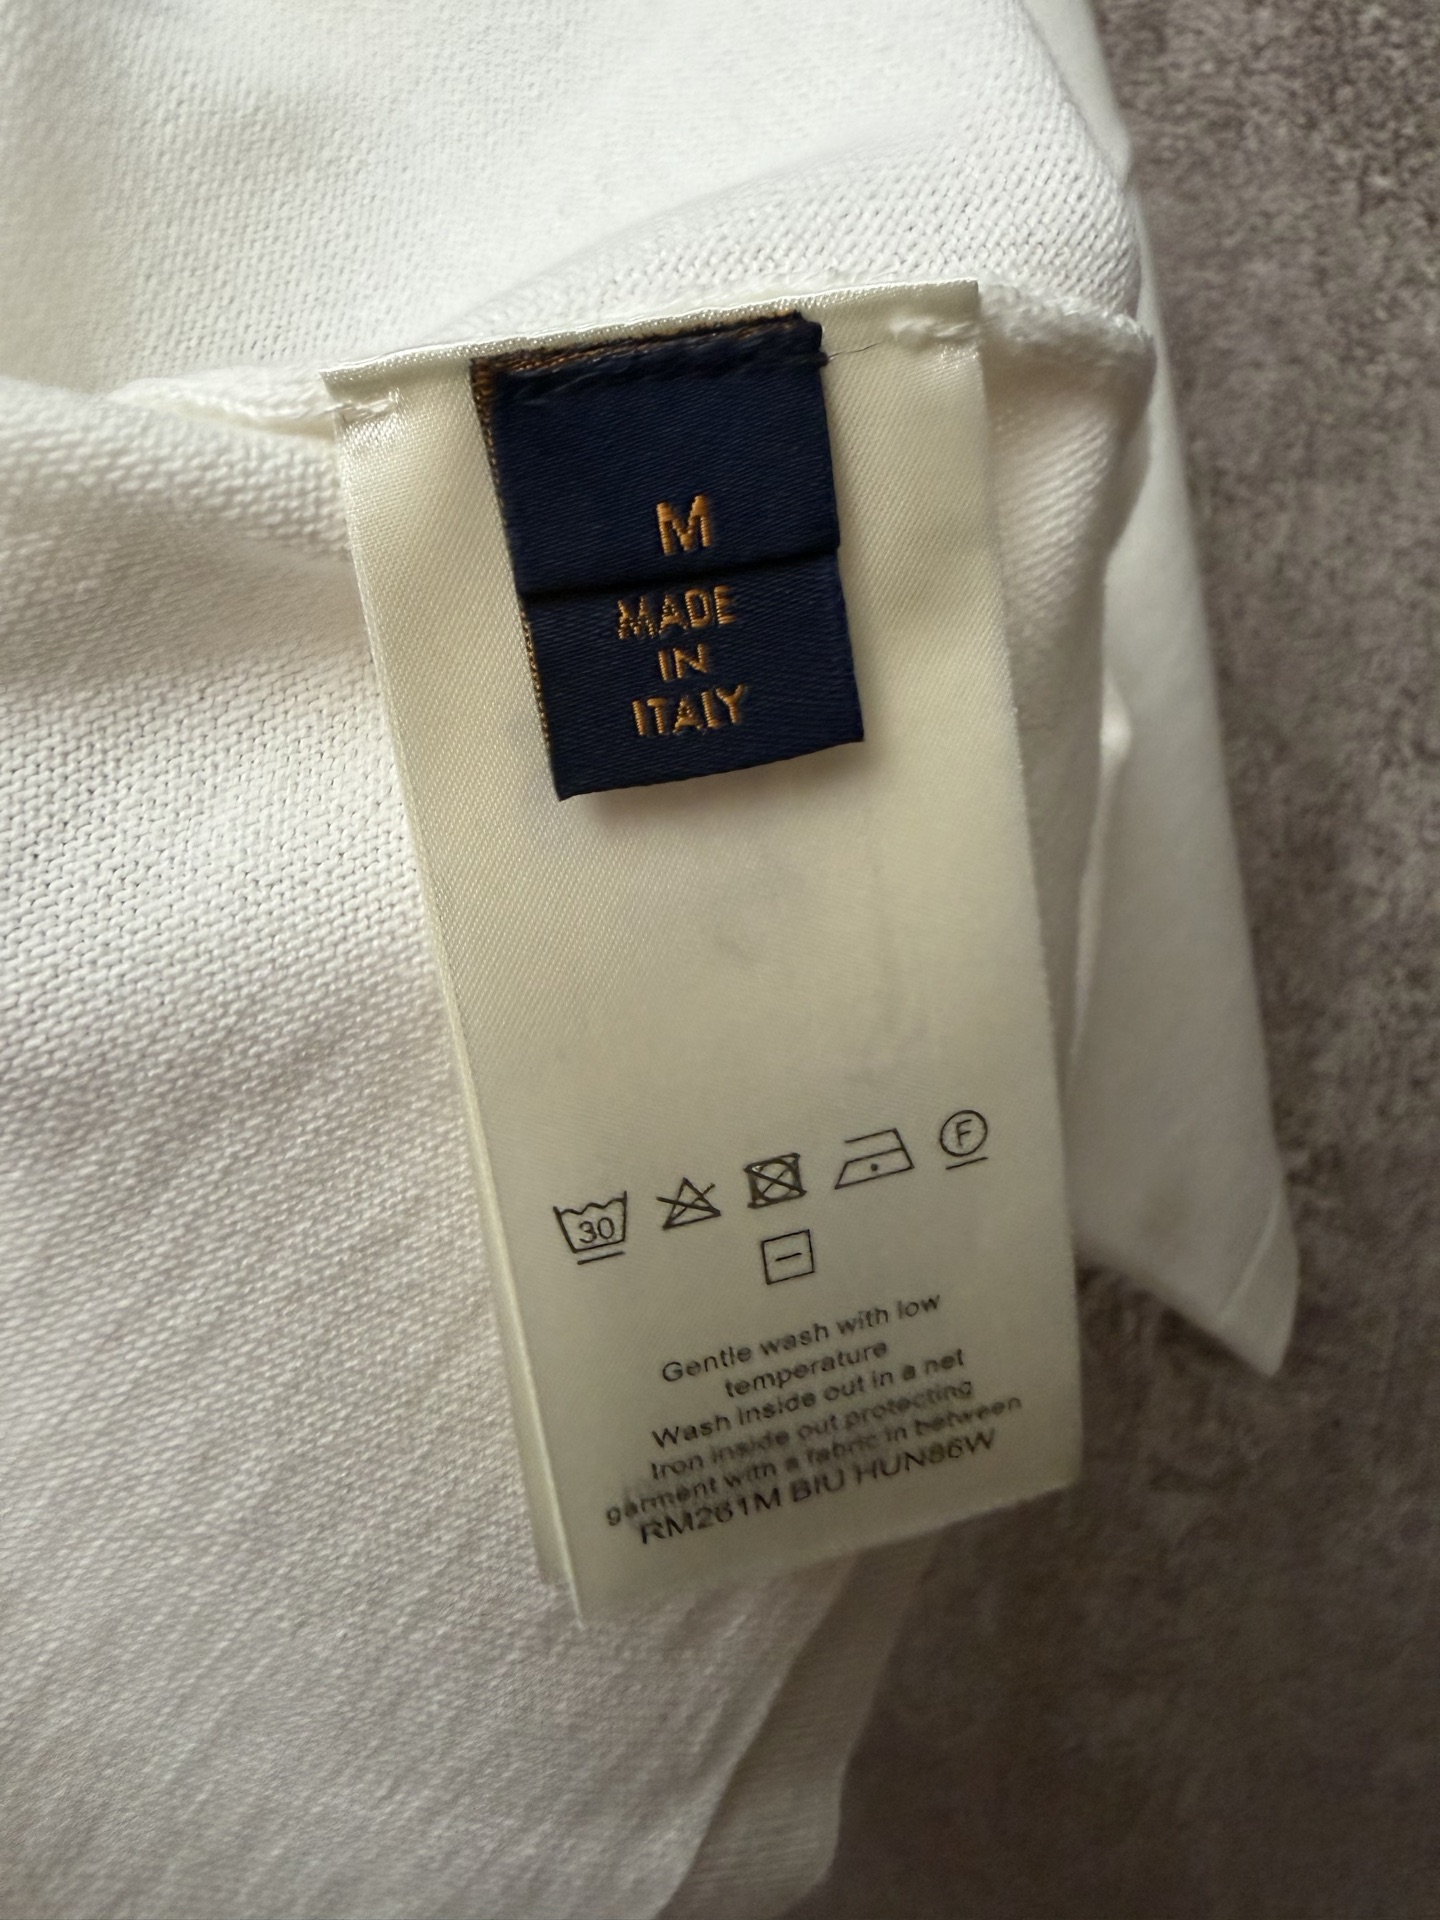 M
MADE
IN
ITALY
30
F
Gentle wash with low
temperature
Wash inside out in a net
Iron inside out protecting
garment with a fabric in between
RM261M BIU HUN86W